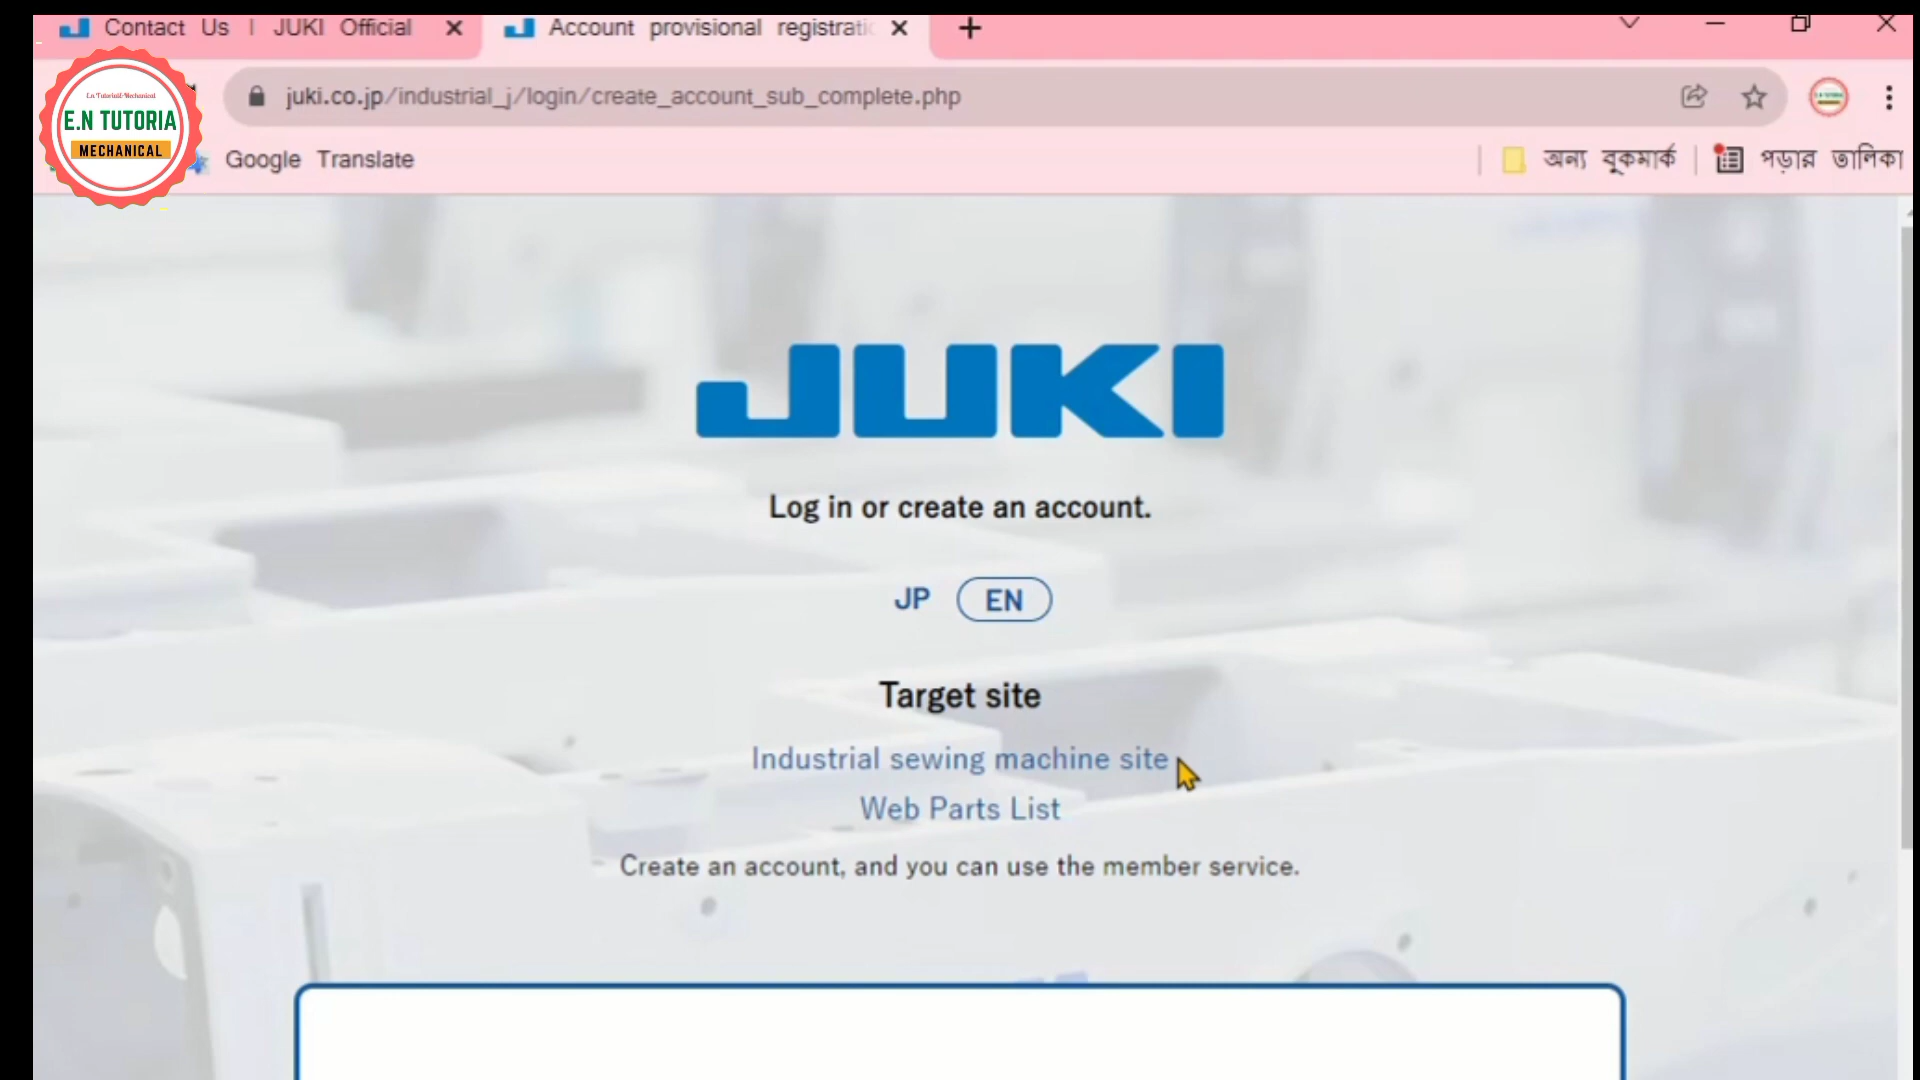 Contact Us | JUKI Official
Account provisional registratic
juki.co.jp/industrial_j/login/create_account_sub_complete.php
E.N TUTORIA
MECHANICAL
Google Translate
অন্য বুকমার্ক
পড়ার তালিকা
JUKI
Log in or create an account.
JP EN
Target site
Industrial sewing machine site
Web Parts List
Create an account, and you can use the member service.